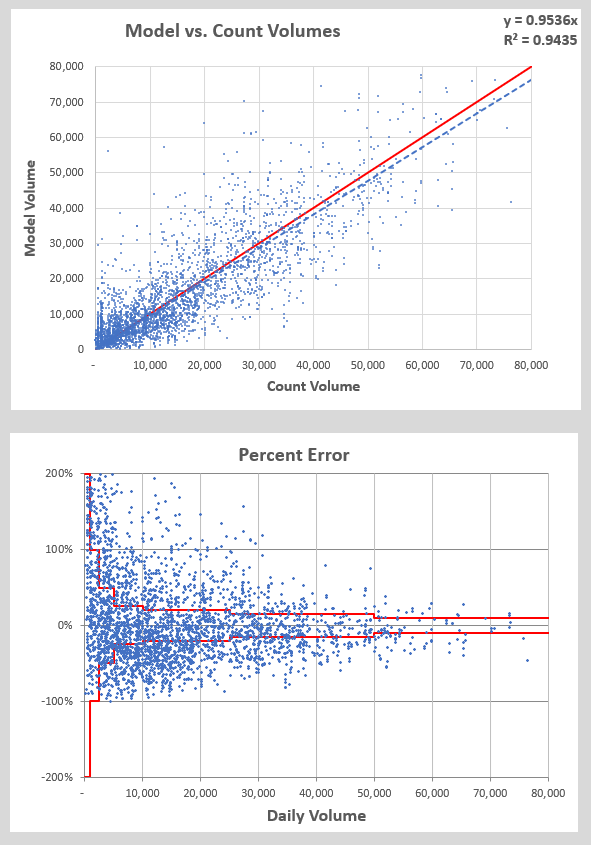 Model vs. Count Volumes
y = 0.9536x
R² = 0.9435
80,000
70,000
60,000
50,000
40,000
30,000
20,000
10,000
0
Model Volume
- 10,000 20,000 30,000 40,000 50,000 60,000 70,000 80,000
Count Volume
Percent Error
200%
100%
0%
-100%
-200%
- 10,000 20,000 30,000 40,000 50,000 60,000 70,000 80,000
Daily Volume